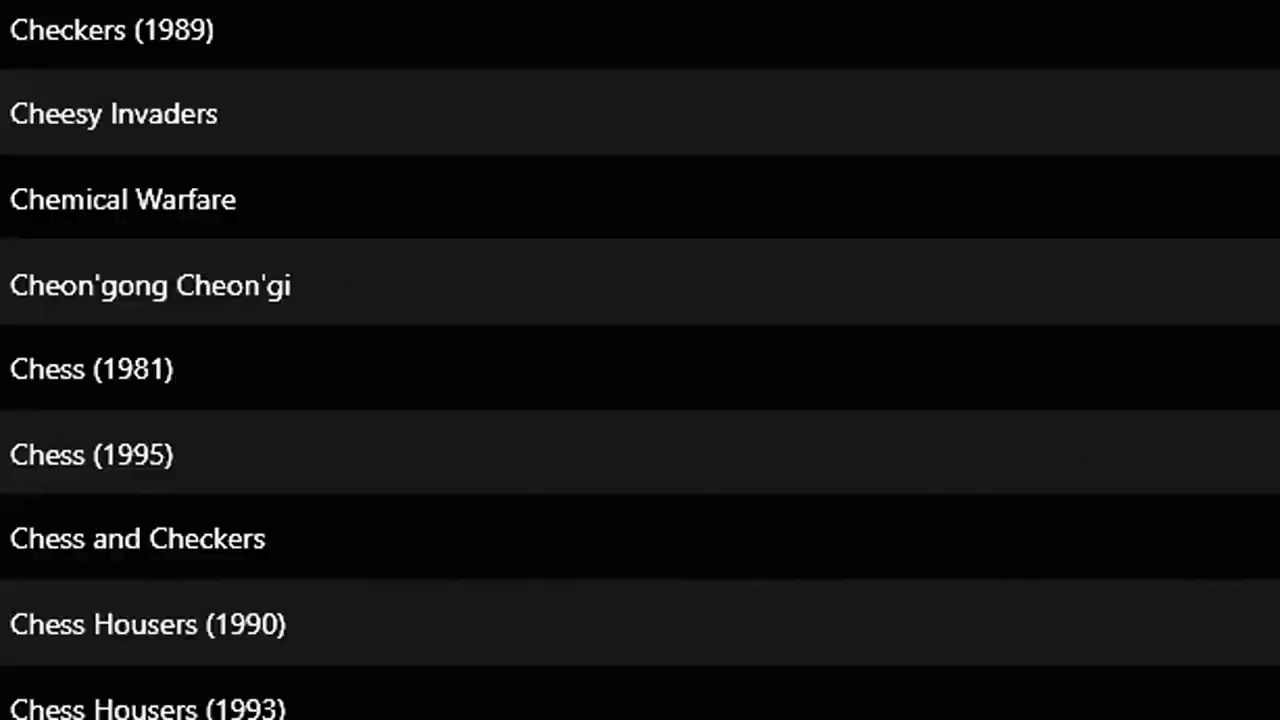 Checkers (1989)
Cheesy Invaders
Chemical Warfare
Cheon'gong Cheon'gi
Chess (1981)
Chess (1995)
Chess and Checkers
Chess Housers (1990)
Chess Housers (1993)